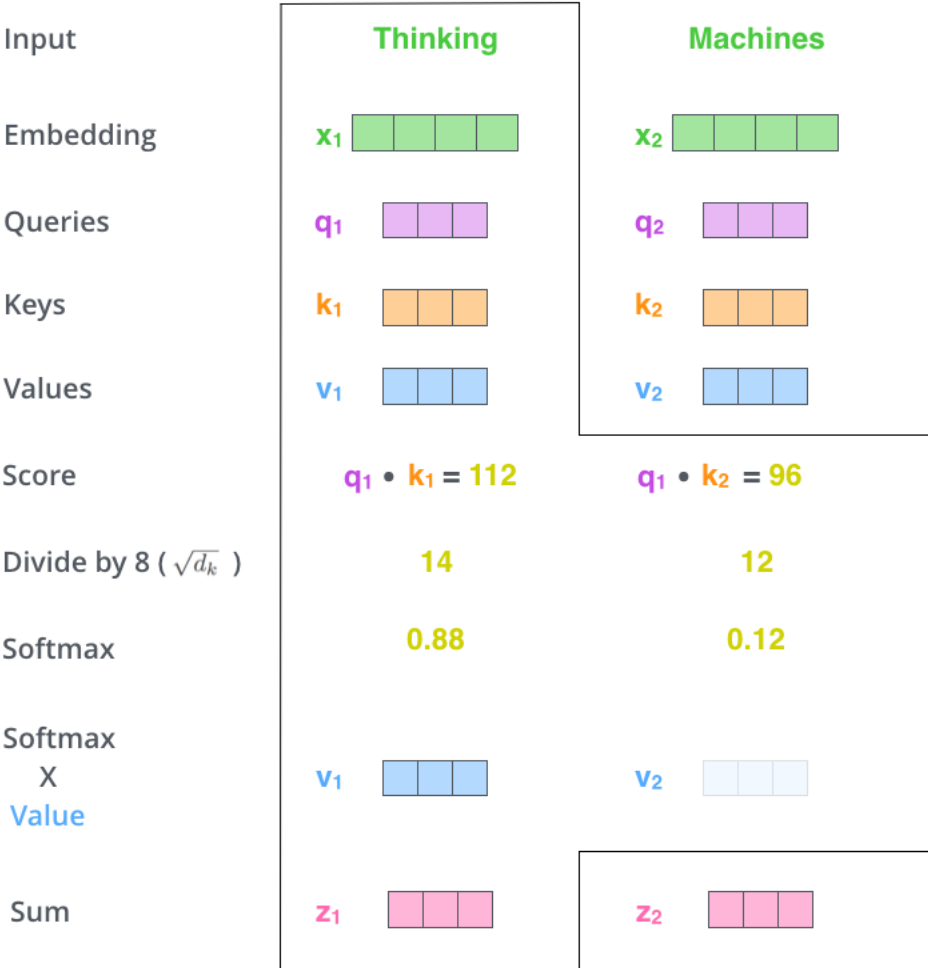 Input Thinking Machines
Embedding x₁ x₂
Queries q₁ q₂
Keys k₁ k₂
Values v₁ v₂
Score q₁ • k₁ = 112 q₁ • k₂ = 96
Divide by 8 ( √dₖ ) 14 12
Softmax 0.88 0.12
Softmax
X v₁ v₂
Value
Sum z₁ z₂